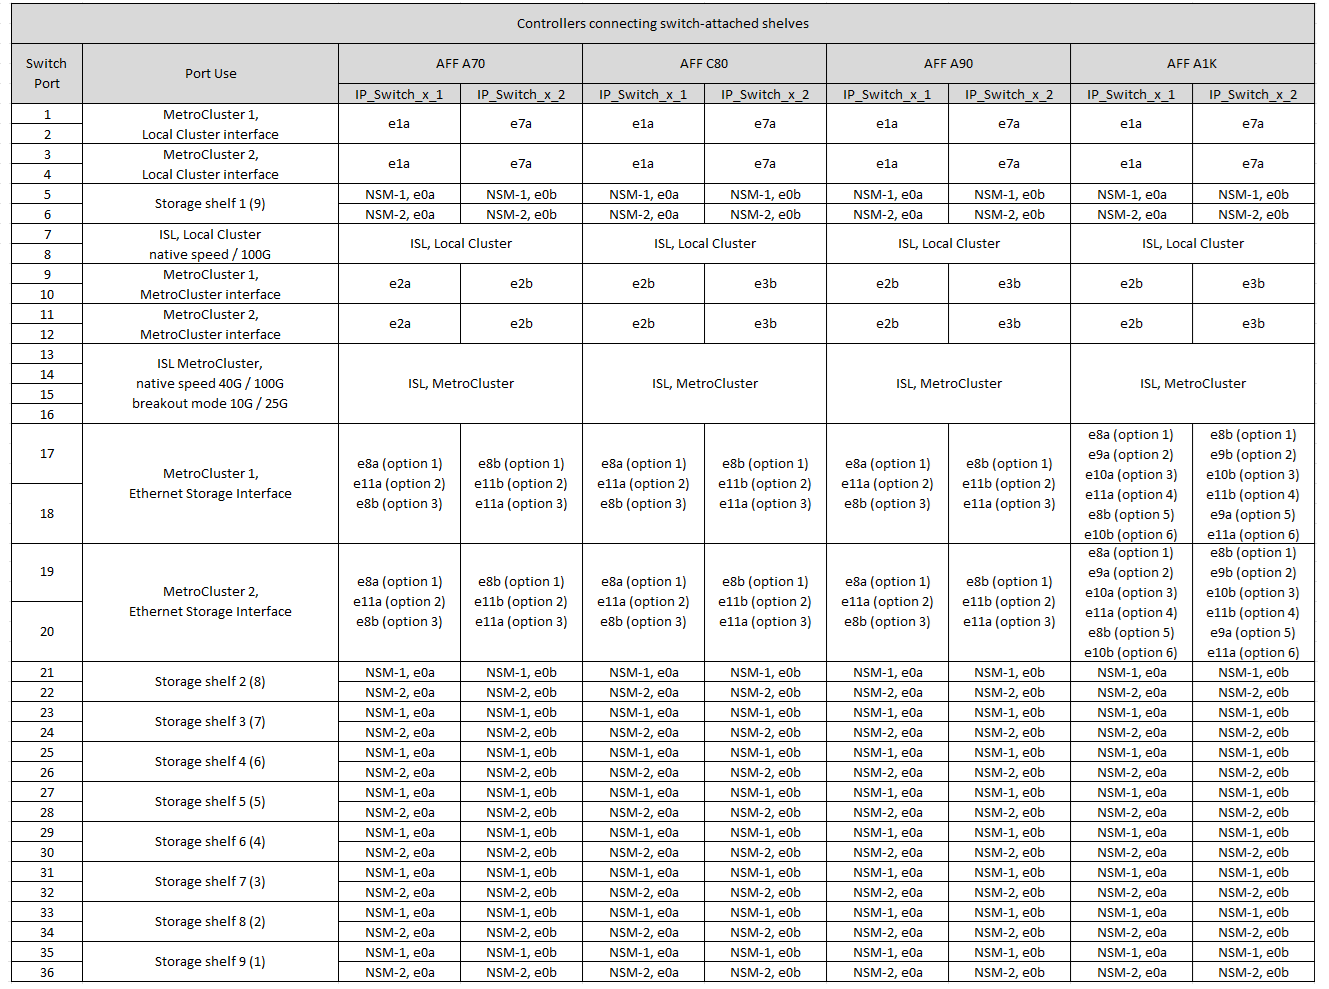 Controllers connecting switch-attached shelves
Switch
Port
Port Use
AFF A70
AFF C80
AFF A90
AFF A1K
IP_Switch_x_1
IP_Switch_x_2
IP_Switch_x_1
IP_Switch_x_2
IP_Switch_x_1
IP_Switch_x_2
IP_Switch_x_1
IP_Switch_x_2
1
2
MetroCluster 1,
Local Cluster interface
e1a
e7a
e1a
e7a
e1a
e7a
e1a
e7a
3
4
MetroCluster 2,
Local Cluster interface
e1a
e7a
e1a
e7a
e1a
e7a
e1a
e7a
5
6
Storage shelf 1 (9)
NSM-1, e0a
NSM-1, e0b
NSM-1, e0a
NSM-1, e0b
NSM-1, e0a
NSM-1, e0b
NSM-1, e0a
NSM-1, e0b
NSM-2, e0a
NSM-2, e0b
NSM-2, e0a
NSM-2, e0b
NSM-2, e0a
NSM-2, e0b
NSM-2, e0a
NSM-2, e0b
7
8
ISL, Local Cluster
native speed / 100G
ISL, Local Cluster
ISL, Local Cluster
ISL, Local Cluster
ISL, Local Cluster
9
10
MetroCluster 1,
MetroCluster interface
e2a
e2b
e2b
e3b
e2b
e3b
e2b
e3b
11
12
MetroCluster 2,
MetroCluster interface
e2a
e2b
e2b
e3b
e2b
e3b
e2b
e3b
13
14
15
16
ISL MetroCluster,
native speed 40G / 100G
breakout mode 10G / 25G
ISL, MetroCluster
ISL, MetroCluster
ISL, MetroCluster
ISL, MetroCluster
17
18
MetroCluster 1,
Ethernet Storage Interface
e8a (option 1)
e11a (option 2)
e8b (option 3)
e8b (option 1)
e11b (option 2)
e11a (option 3)
e8a (option 1)
e11a (option 2)
e8b (option 3)
e8b (option 1)
e11b (option 2)
e11a (option 3)
e8a (option 1)
e11a (option 2)
e8b (option 3)
e8b (option 1)
e11b (option 2)
e11a (option 3)
e8a (option 1)
e9a (option 2)
e10a (option 3)
e11a (option 4)
e8b (option 5)
e10b (option 6)
e8b (option 1)
e9b (option 2)
e10b (option 3)
e11b (option 4)
e9a (option 5)
e11a (option 6)
19
20
MetroCluster 2,
Ethernet Storage Interface
e8a (option 1)
e11a (option 2)
e8b (option 3)
e8b (option 1)
e11b (option 2)
e11a (option 3)
e8a (option 1)
e11a (option 2)
e8b (option 3)
e8b (option 1)
e11b (option 2)
e11a (option 3)
e8a (option 1)
e11a (option 2)
e8b (option 3)
e8b (option 1)
e11b (option 2)
e11a (option 3)
e8a (option 1)
e9a (option 2)
e10a (option 3)
e11a (option 4)
e8b (option 5)
e10b (option 6)
e8b (option 1)
e9b (option 2)
e10b (option 3)
e11b (option 4)
e9a (option 5)
e11a (option 6)
21
22
Storage shelf 2 (8)
NSM-1, e0a
NSM-1, e0b
NSM-1, e0a
NSM-1, e0b
NSM-1, e0a
NSM-1, e0b
NSM-1, e0a
NSM-1, e0b
NSM-2, e0a
NSM-2, e0b
NSM-2, e0a
NSM-2, e0b
NSM-2, e0a
NSM-2, e0b
NSM-2, e0a
NSM-2, e0b
23
24
Storage shelf 3 (7)
NSM-1, e0a
NSM-1, e0b
NSM-1, e0a
NSM-1, e0b
NSM-1, e0a
NSM-1, e0b
NSM-1, e0a
NSM-1, e0b
NSM-2, e0a
NSM-2, e0b
NSM-2, e0a
NSM-2, e0b
NSM-2, e0a
NSM-2, e0b
NSM-2, e0a
NSM-2, e0b
25
26
Storage shelf 4 (6)
NSM-1, e0a
NSM-1, e0b
NSM-1, e0a
NSM-1, e0b
NSM-1, e0a
NSM-1, e0b
NSM-1, e0a
NSM-1, e0b
NSM-2, e0a
NSM-2, e0b
NSM-2, e0a
NSM-2, e0b
NSM-2, e0a
NSM-2, e0b
NSM-2, e0a
NSM-2, e0b
27
28
Storage shelf 5 (5)
NSM-1, e0a
NSM-1, e0b
NSM-1, e0a
NSM-1, e0b
NSM-1, e0a
NSM-1, e0b
NSM-1, e0a
NSM-1, e0b
NSM-2, e0a
NSM-2, e0b
NSM-2, e0a
NSM-2, e0b
NSM-2, e0a
NSM-2, e0b
NSM-2, e0a
NSM-2, e0b
29
30
Storage shelf 6 (4)
NSM-1, e0a
NSM-1, e0b
NSM-1, e0a
NSM-1, e0b
NSM-1, e0a
NSM-1, e0b
NSM-1, e0a
NSM-1, e0b
NSM-2, e0a
NSM-2, e0b
NSM-2, e0a
NSM-2, e0b
NSM-2, e0a
NSM-2, e0b
NSM-2, e0a
NSM-2, e0b
31
32
Storage shelf 7 (3)
NSM-1, e0a
NSM-1, e0b
NSM-1, e0a
NSM-1, e0b
NSM-1, e0a
NSM-1, e0b
NSM-1, e0a
NSM-1, e0b
NSM-2, e0a
NSM-2, e0b
NSM-2, e0a
NSM-2, e0b
NSM-2, e0a
NSM-2, e0b
NSM-2, e0a
NSM-2, e0b
33
34
Storage shelf 8 (2)
NSM-1, e0a
NSM-1, e0b
NSM-1, e0a
NSM-1, e0b
NSM-1, e0a
NSM-1, e0b
NSM-1, e0a
NSM-1, e0b
NSM-2, e0a
NSM-2, e0b
NSM-2, e0a
NSM-2, e0b
NSM-2, e0a
NSM-2, e0b
NSM-2, e0a
NSM-2, e0b
35
36
Storage shelf 9 (1)
NSM-1, e0a
NSM-1, e0b
NSM-1, e0a
NSM-1, e0b
NSM-1, e0a
NSM-1, e0b
NSM-1, e0a
NSM-1, e0b
NSM-2, e0a
NSM-2, e0b
NSM-2, e0a
NSM-2, e0b
NSM-2, e0a
NSM-2, e0b
NSM-2, e0a
NSM-2, e0b